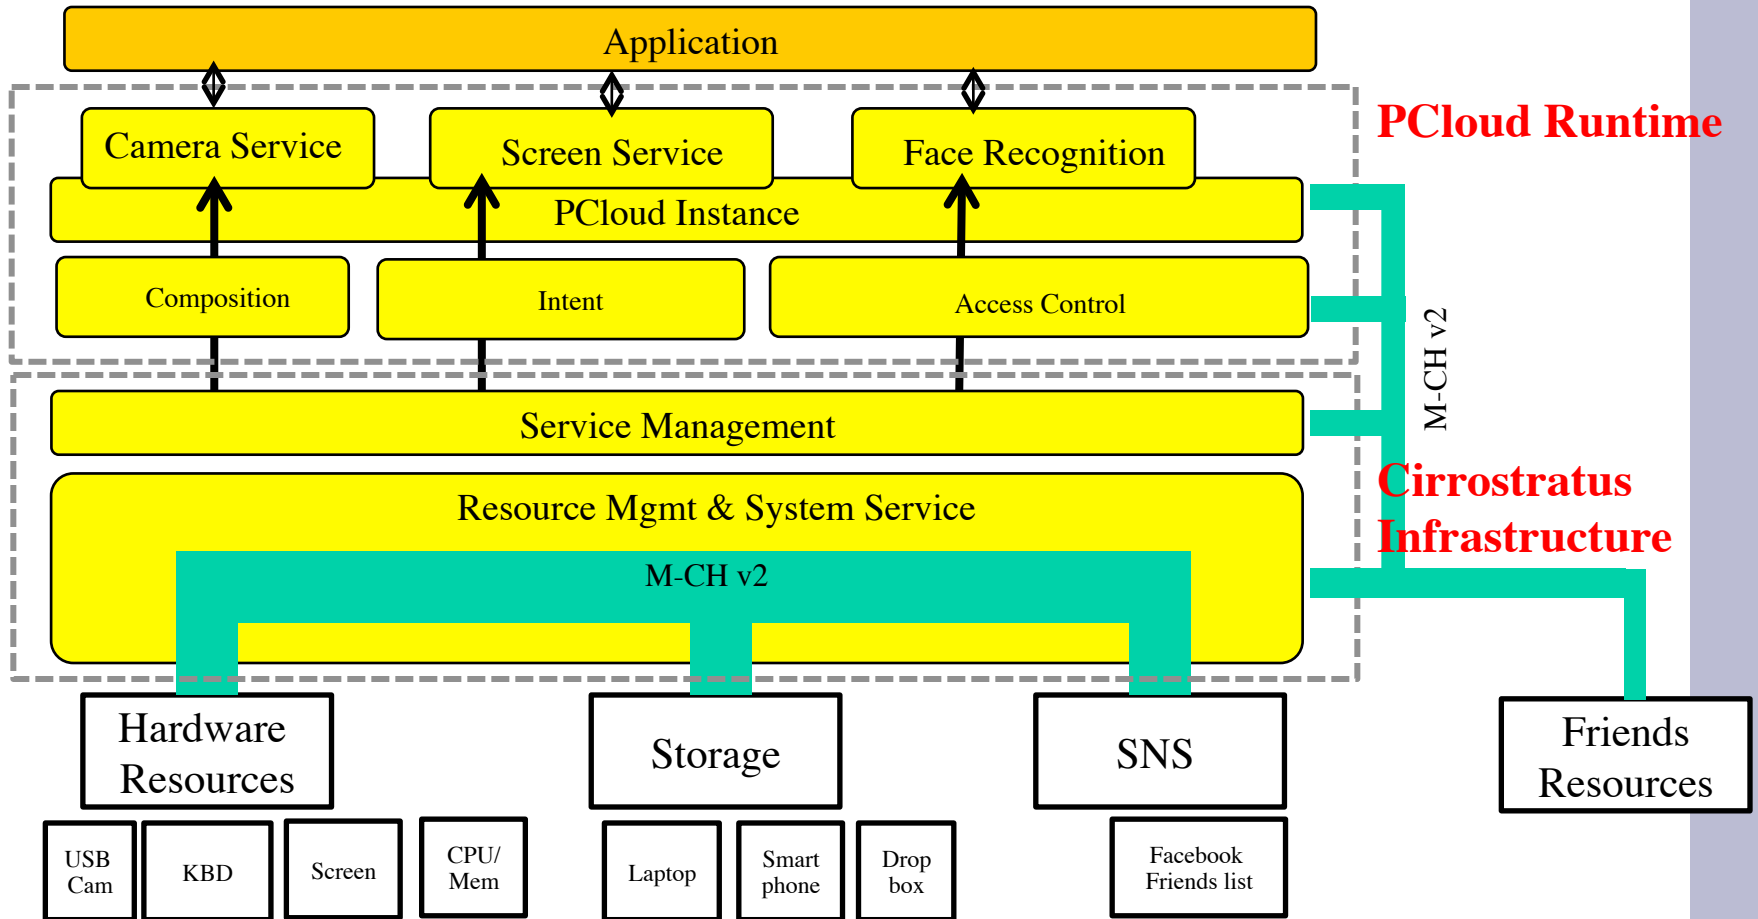 Application
PCloud Runtime
Camera Service
Screen Service
Face Recognition
PCloud Instance
Composition
Intent
Access Control
M-CH v2
Service Management
Cirrostratus
Infrastructure
Resource Mgmt & System Service
M-CH v2
Hardware
Resources
Storage
SNS
Friends
Resources
USB
Cam
KBD
Screen
CPU/
Mem
Laptop
Smart
phone
Drop
box
Facebook
Friends list